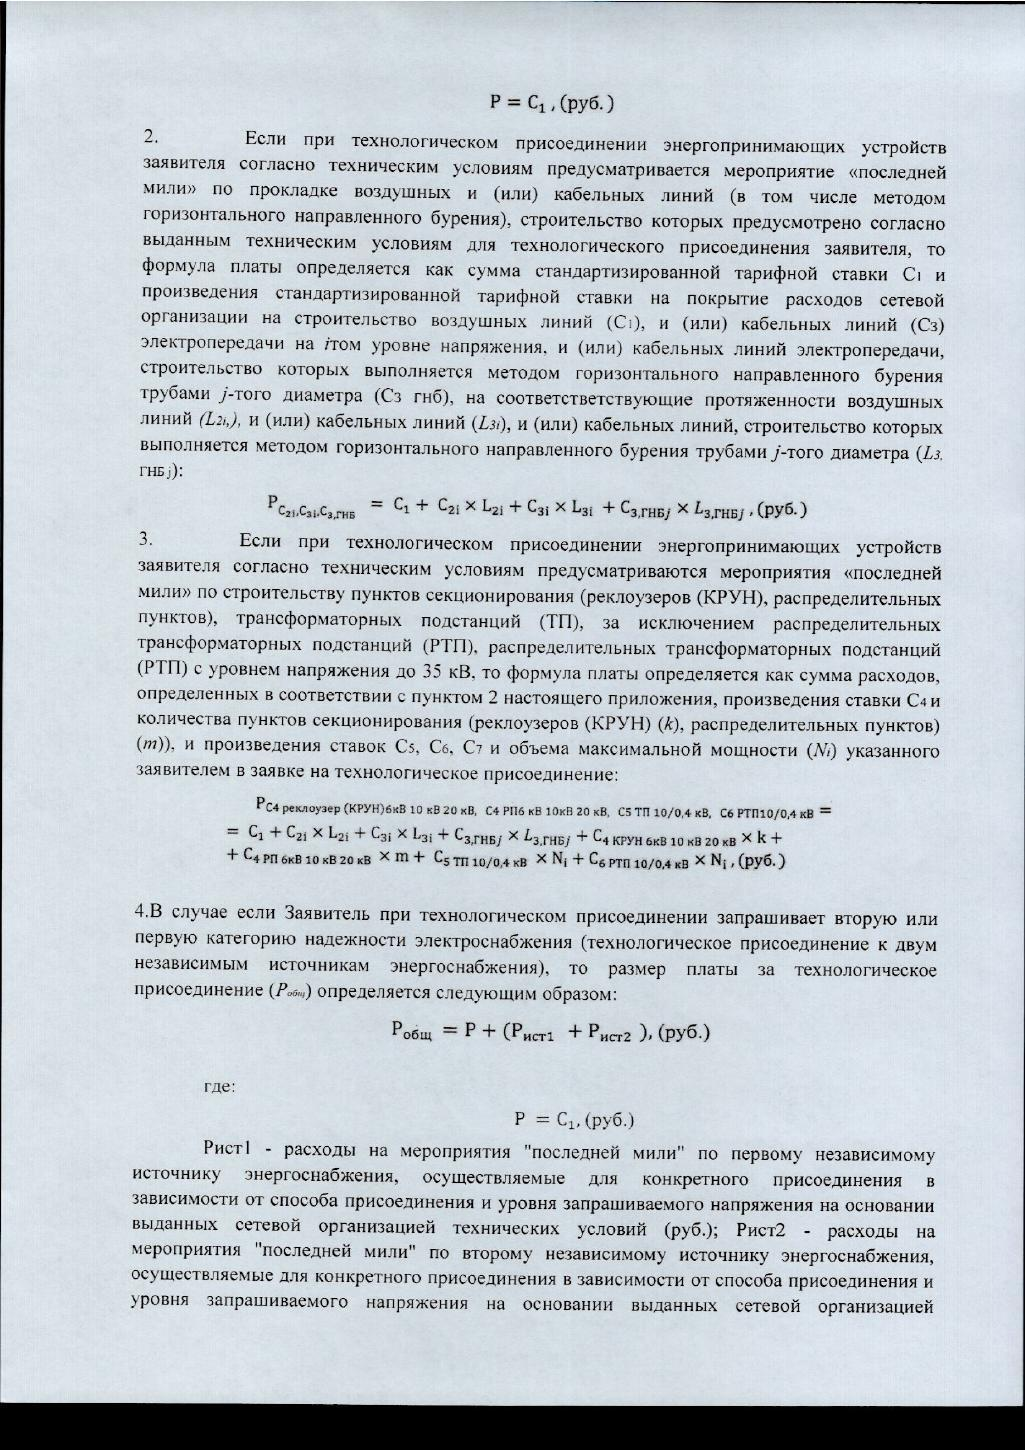 P = C₁ , (руб.)
2. Если при технологическом присоединении энергопринимающих устройств
заявителя согласно техническим условиям предусматривается мероприятие «последней
мили» по прокладке воздушных и (или) кабельных линий (в том числе методом
горизонтального направленного бурения), строительство которых предусмотрено согласно
выданным техническим условиям для технологического присоединения заявителя, то
формула платы определяется как сумма стандартизированной тарифной ставки C₁ и
произведения стандартизированной тарифной ставки на покрытие расходов сетевой
организации на строительство воздушных линий (C₁), и (или) кабельных линий (C₃)
электропередачи на iтом уровне напряжения, и (или) кабельных линий электропередачи,
строительство которых выполняется методом горизонтального направленного бурения
трубами j-того диаметра (C₃ гнб), на соответстветствующие протяженности воздушных
линий (L₂ᵢ,), и (или) кабельных линий (L₃ᵢ), и (или) кабельных линий, строительство которых
выполняется методом горизонтального направленного бурения трубами j-того диаметра (L₃,
ГНБ j):
P C₂ᵢ,C₃ᵢ,C₃,ГНБ = C₁ + C₂ᵢ × L₂ᵢ + C₃ᵢ × L₃ᵢ + C₃,ГНБj × L₃,ГНБj , (руб.)
3. Если при технологическом присоединении энергопринимающих устройств
заявителя согласно техническим условиям предусматриваются мероприятия «последней
мили» по строительству пунктов секционирования (реклоузеров (КРУН), распределительных
пунктов), трансформаторных подстанций (ТП), за исключением распределительных
трансформаторных подстанций (РТП), распределительных трансформаторных подстанций
(РТП) с уровнем напряжения до 35 кВ, то формула платы определяется как сумма расходов,
определенных в соответствии с пунктом 2 настоящего приложения, произведения ставки C₄ и
количества пунктов секционирования (реклоузеров (КРУН) (k), распределительных пунктов)
(m)), и произведения ставок C₅, C₆, C₇ и объема максимальной мощности (Nᵢ) указанного
заявителем в заявке на технологическое присоединение:
P C4 реклоузер (КРУН)6кВ 10 кВ 20 кВ, C4 РП6 кВ 10кВ 20 кВ, C5 ТП 10/0,4 кВ, C6 РТП10/0,4 кВ =
= C₁ + C₂ᵢ × L₂ᵢ + C₃ᵢ × L₃ᵢ + C₃,ГНБj × L₃,ГНБj + C₄ КРУН 6кВ 10 кВ 20 кВ × k +
+ C₄ РП 6кВ 10 кВ 20 кВ × m + C₅ ТП 10/0,4 кВ × Nᵢ + C₆ РТП 10/0,4 кВ × Nᵢ , (руб.)
4.В случае если Заявитель при технологическом присоединении запрашивает вторую или
первую категорию надежности электроснабжения (технологическое присоединение к двум
независимым источникам энергоснабжения), то размер платы за технологическое
присоединение (Pобщ) определяется следующим образом:
Pобщ = P + (Pист1 + Pист2 ), (руб.)
где:
P = C₁, (руб.)
Рист1 - расходы на мероприятия "последней мили" по первому независимому
источнику энергоснабжения, осуществляемые для конкретного присоединения в
зависимости от способа присоединения и уровня запрашиваемого напряжения на основании
выданных сетевой организацией технических условий (руб.); Рист2 - расходы на
мероприятия "последней мили" по второму независимому источнику энергоснабжения,
осуществляемые для конкретного присоединения в зависимости от способа присоединения и
уровня запрашиваемого напряжения на основании выданных сетевой организацией